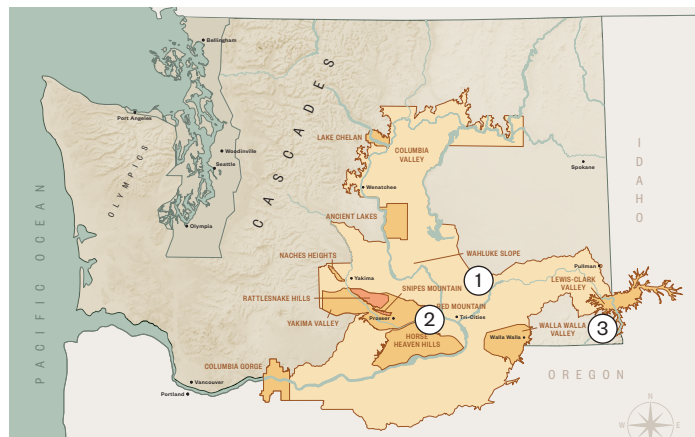 Bellingham
Port Angeles
OLYMPICS
Woodinville
Seattle
Olympia
CASCADES
PACIFIC OCEAN
IDAHO
LAKE CHELAN
COLUMBIA
VALLEY
Spokane
Wenatchee
ANCIENT LAKES
NACHES HEIGHTS
WAHLUKE SLOPE
Pullman
Yakima
1
LEWIS-CLARK
VALLEY
RATTLESNAKE HILLS
SNIPES MOUNTAIN
RED MOUNTAIN
YAKIMA VALLEY
Prosser
2
Tri-Cities
WALLA WALLA
VALLEY
3
HORSE
HEAVEN HILLS
Walla Walla
COLUMBIA GORGE
OREGON
Vancouver
Portland
N
W
E